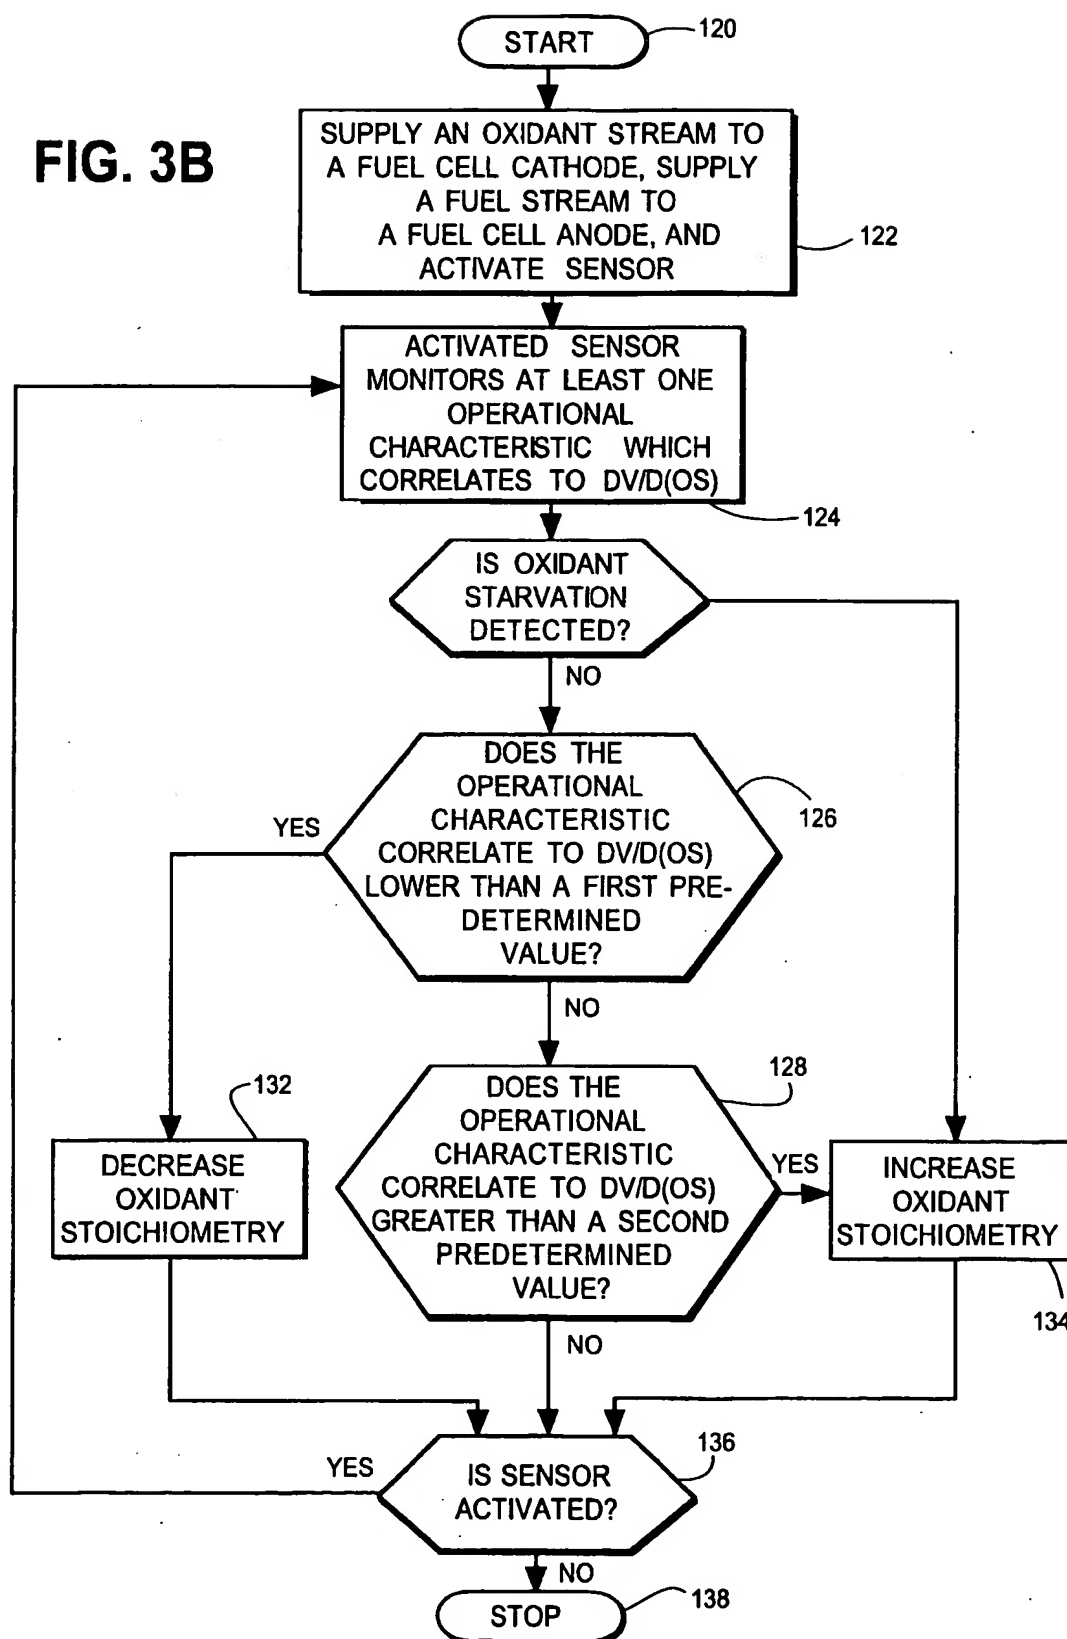 START
120
FIG. 3B
SUPPLY AN OXIDANT STREAM TO
A FUEL CELL CATHODE, SUPPLY
A FUEL STREAM TO
A FUEL CELL ANODE, AND
ACTIVATE SENSOR
122
ACTIVATED SENSOR
MONITORS AT LEAST ONE
OPERATIONAL
CHARACTERISTIC WHICH
CORRELATES TO DV/D(OS)
124
IS OXIDANT
STARVATION
DETECTED?
NO
DOES THE
OPERATIONAL
CHARACTERISTIC
CORRELATE TO DV/D(OS)
LOWER THAN A FIRST PRE-
DETERMINED
VALUE?
126
YES
NO
DOES THE
OPERATIONAL
CHARACTERISTIC
CORRELATE TO DV/D(OS)
GREATER THAN A SECOND
PREDETERMINED
VALUE?
128
YES
132
DECREASE
OXIDANT
STOICHIOMETRY
INCREASE
OXIDANT
STOICHIOMETRY
134
NO
IS SENSOR
ACTIVATED?
136
YES
NO
STOP
138